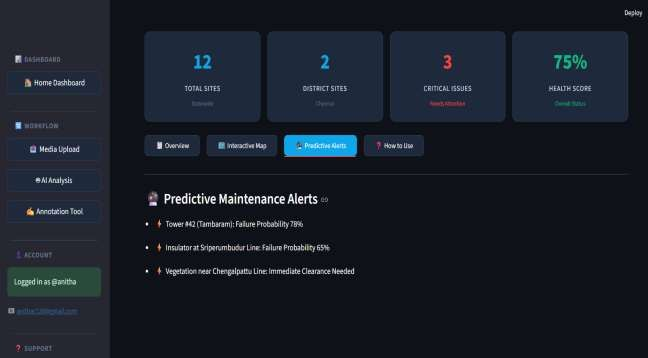 Deploy
DASHBOARD
Home Dashboard
WORKFLOW
Media Upload
AI Analysis
Annotation Tool
ACCOUNT
Logged in as @anitha
SUPPORT
12
TOTAL SITES
Statewide
2
DISTRICT SITES
Chennai
3
CRITICAL ISSUES
Needs Attention
75%
HEALTH SCORE
Overall Status
Overview
Interactive Map
Predictive Alerts
How to Use
Predictive Maintenance Alerts
Tower #42 (Tambaram): Failure Probability 78%
Insulator at Sriperumbudur Line: Failure Probability 65%
Vegetation near Chengalpattu Line: Immediate Clearance Needed